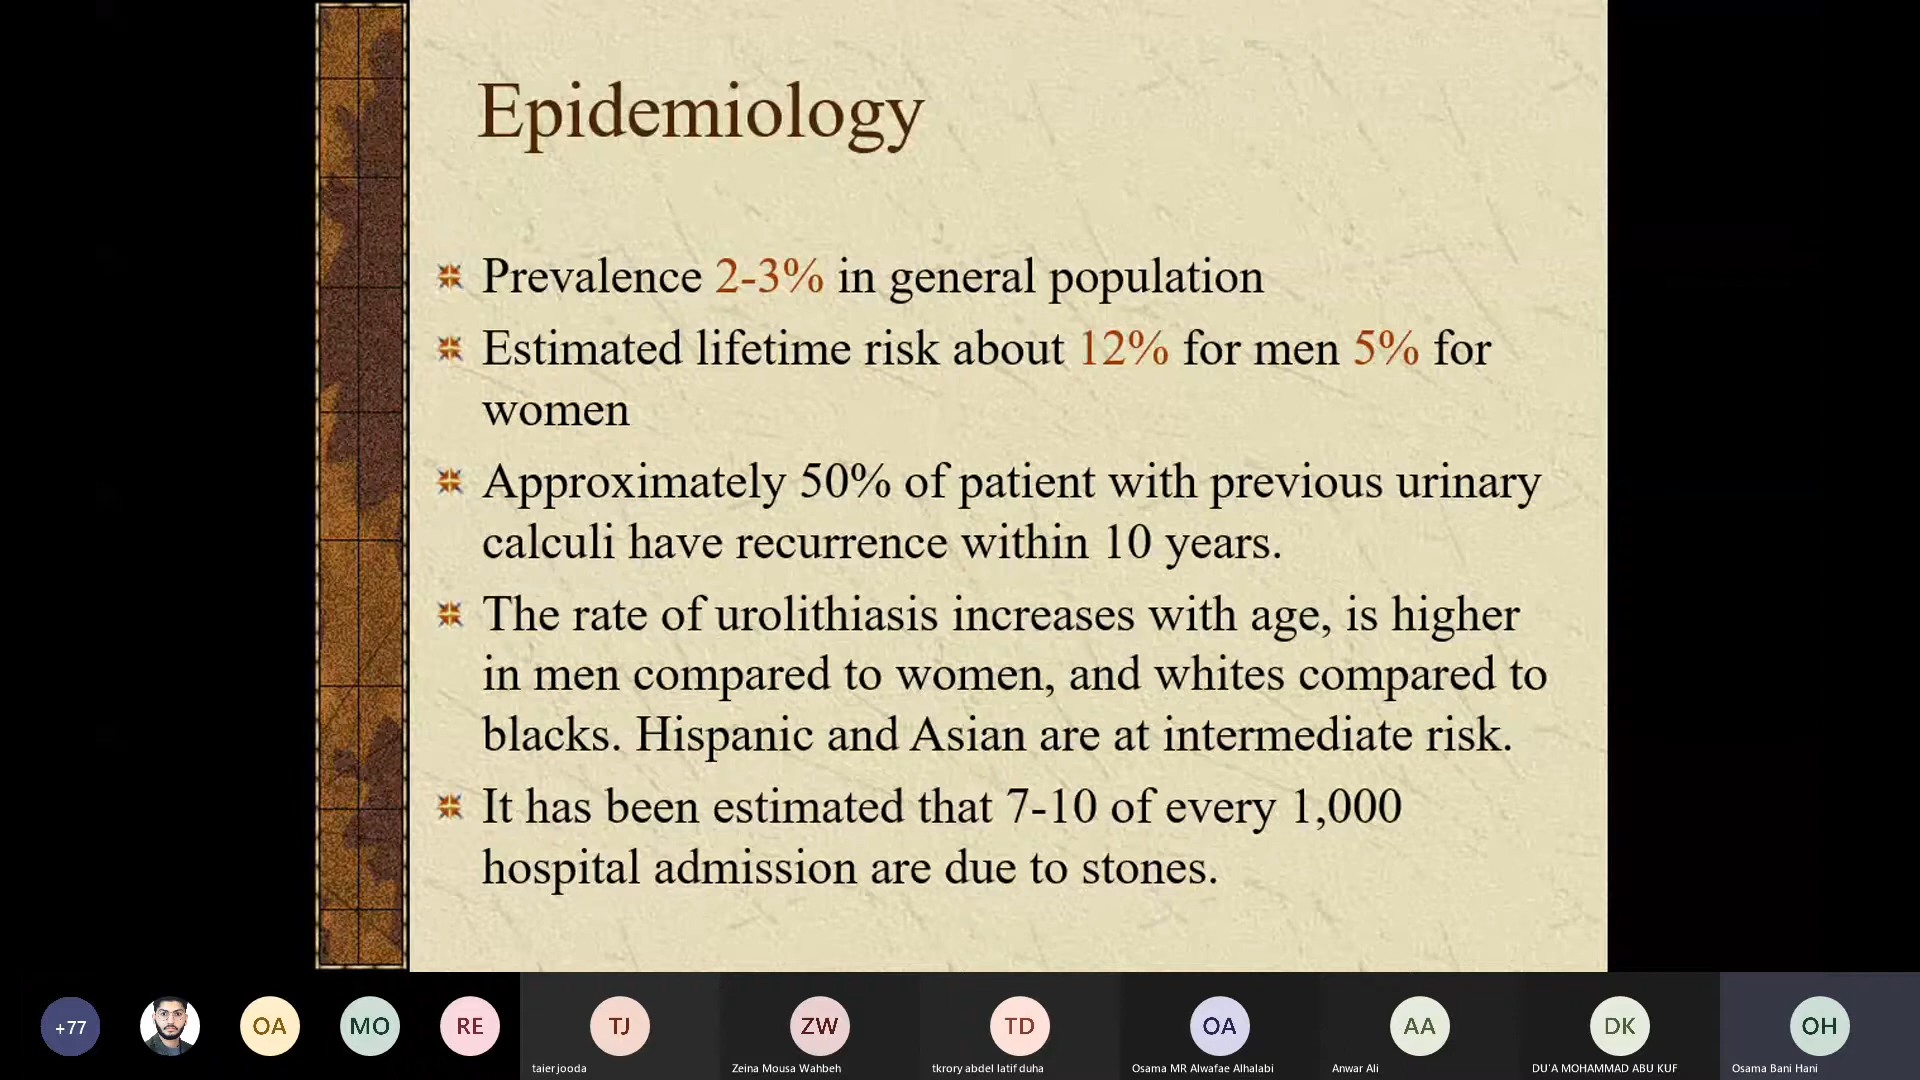 Epidemiology
Prevalence 2-3% in general population
Estimated lifetime risk about 12% for men 5% for
women
Approximately 50% of patient with previous urinary
calculi have recurrence within 10 years.
The rate of urolithiasis increases with age, is higher
in men compared to women, and whites compared to
blacks. Hispanic and Asian are at intermediate risk.
It has been estimated that 7-10 of every 1,000
hospital admission are due to stones.
+77
OA
MO
RE
TJ
ZW
TD
OA
AA
DK
OH
taier jooda
Zeina Mousa Wahbeh
tkrory abdel latif duha
Osama MR Alwafae Alhalabi
Anwar Ali
DU'A MOHAMMAD ABU KUF
Osama Bani Hani